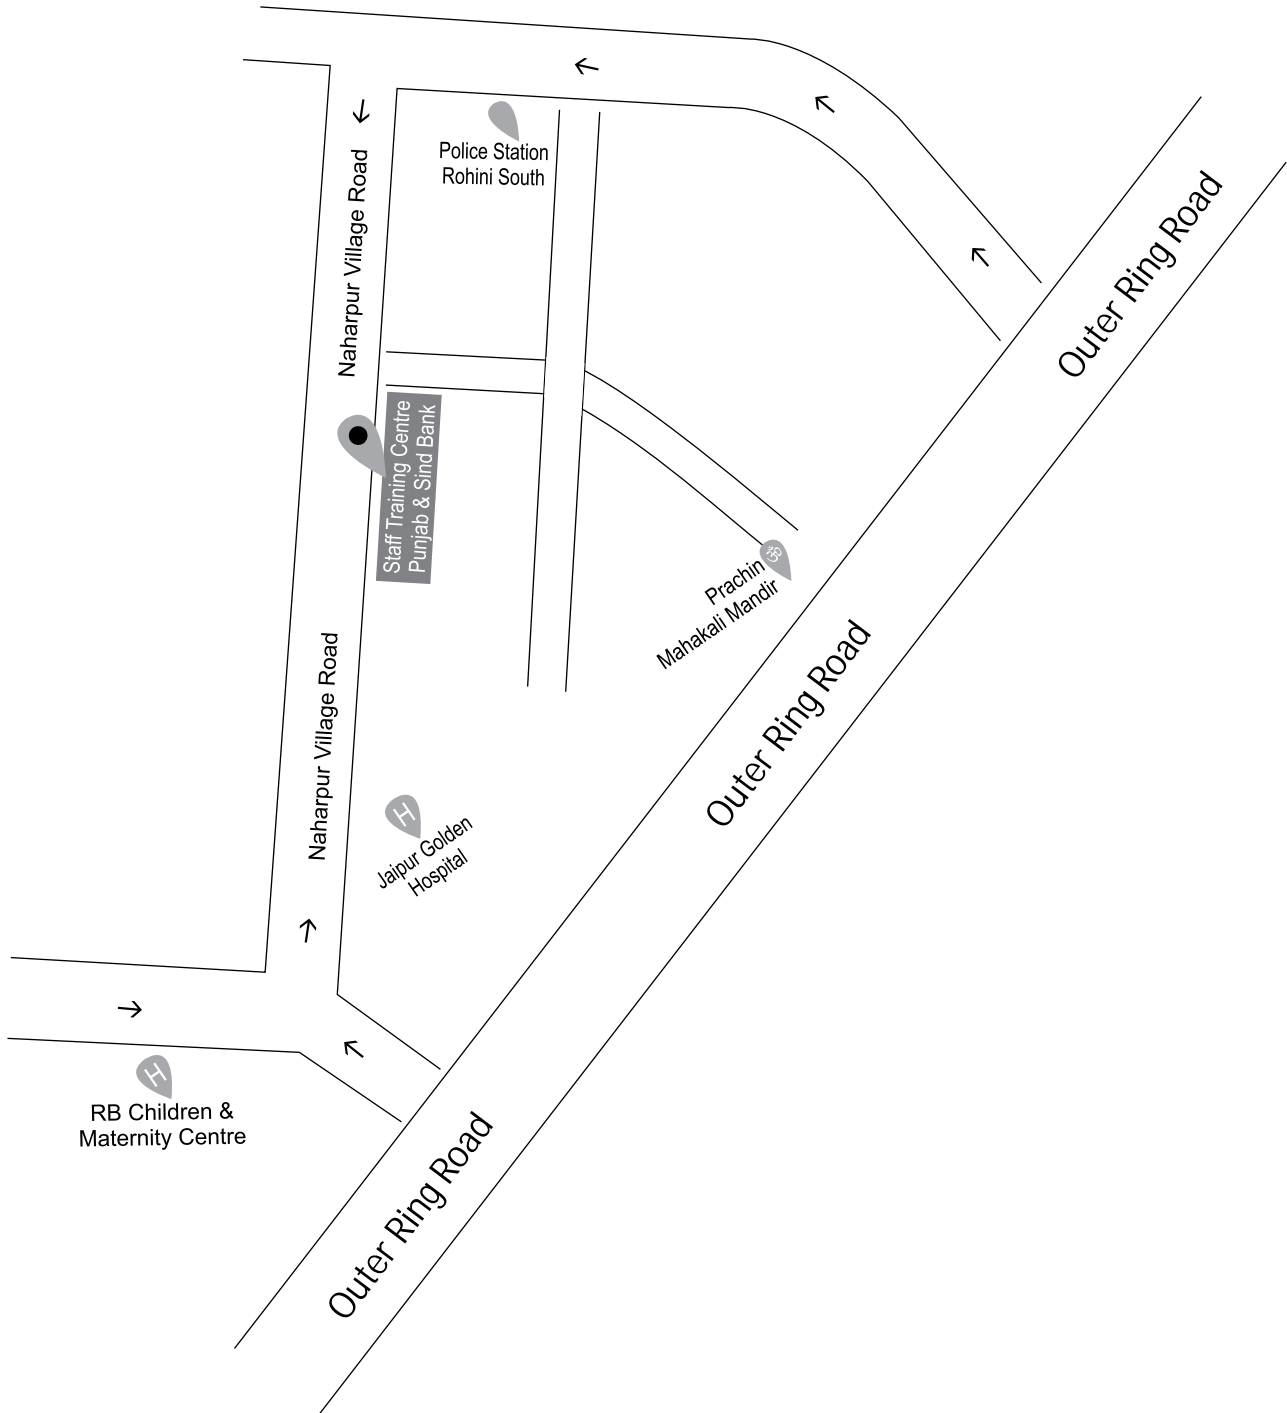 Police Station
Rohini South
Naharpur Village Road
Outer Ring Road
Staff Training Centre
Punjab & Sind Bank
ॐ
Prachin
Mahakali Mandir
Naharpur Village Road
Outer Ring Road
H
Jaipur Golden
Hospital
H
RB Children &
Maternity Centre
Outer Ring Road